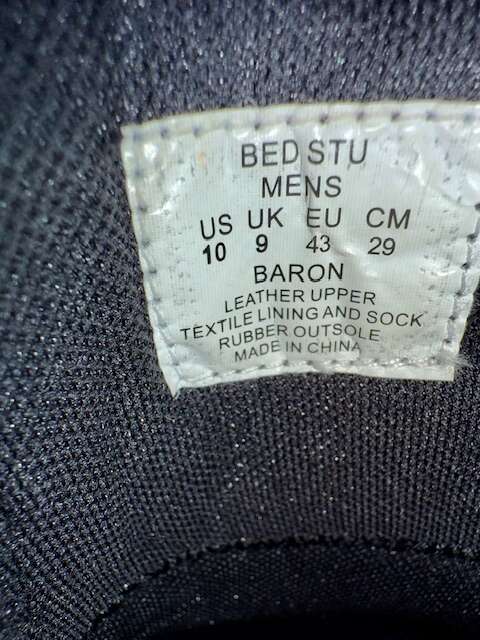 BED STU
MENS
US UK EU CM
10 9 43 29
BARON
LEATHER UPPER
TEXTILE LINING AND SOCK
RUBBER OUTSOLE
MADE IN CHINA